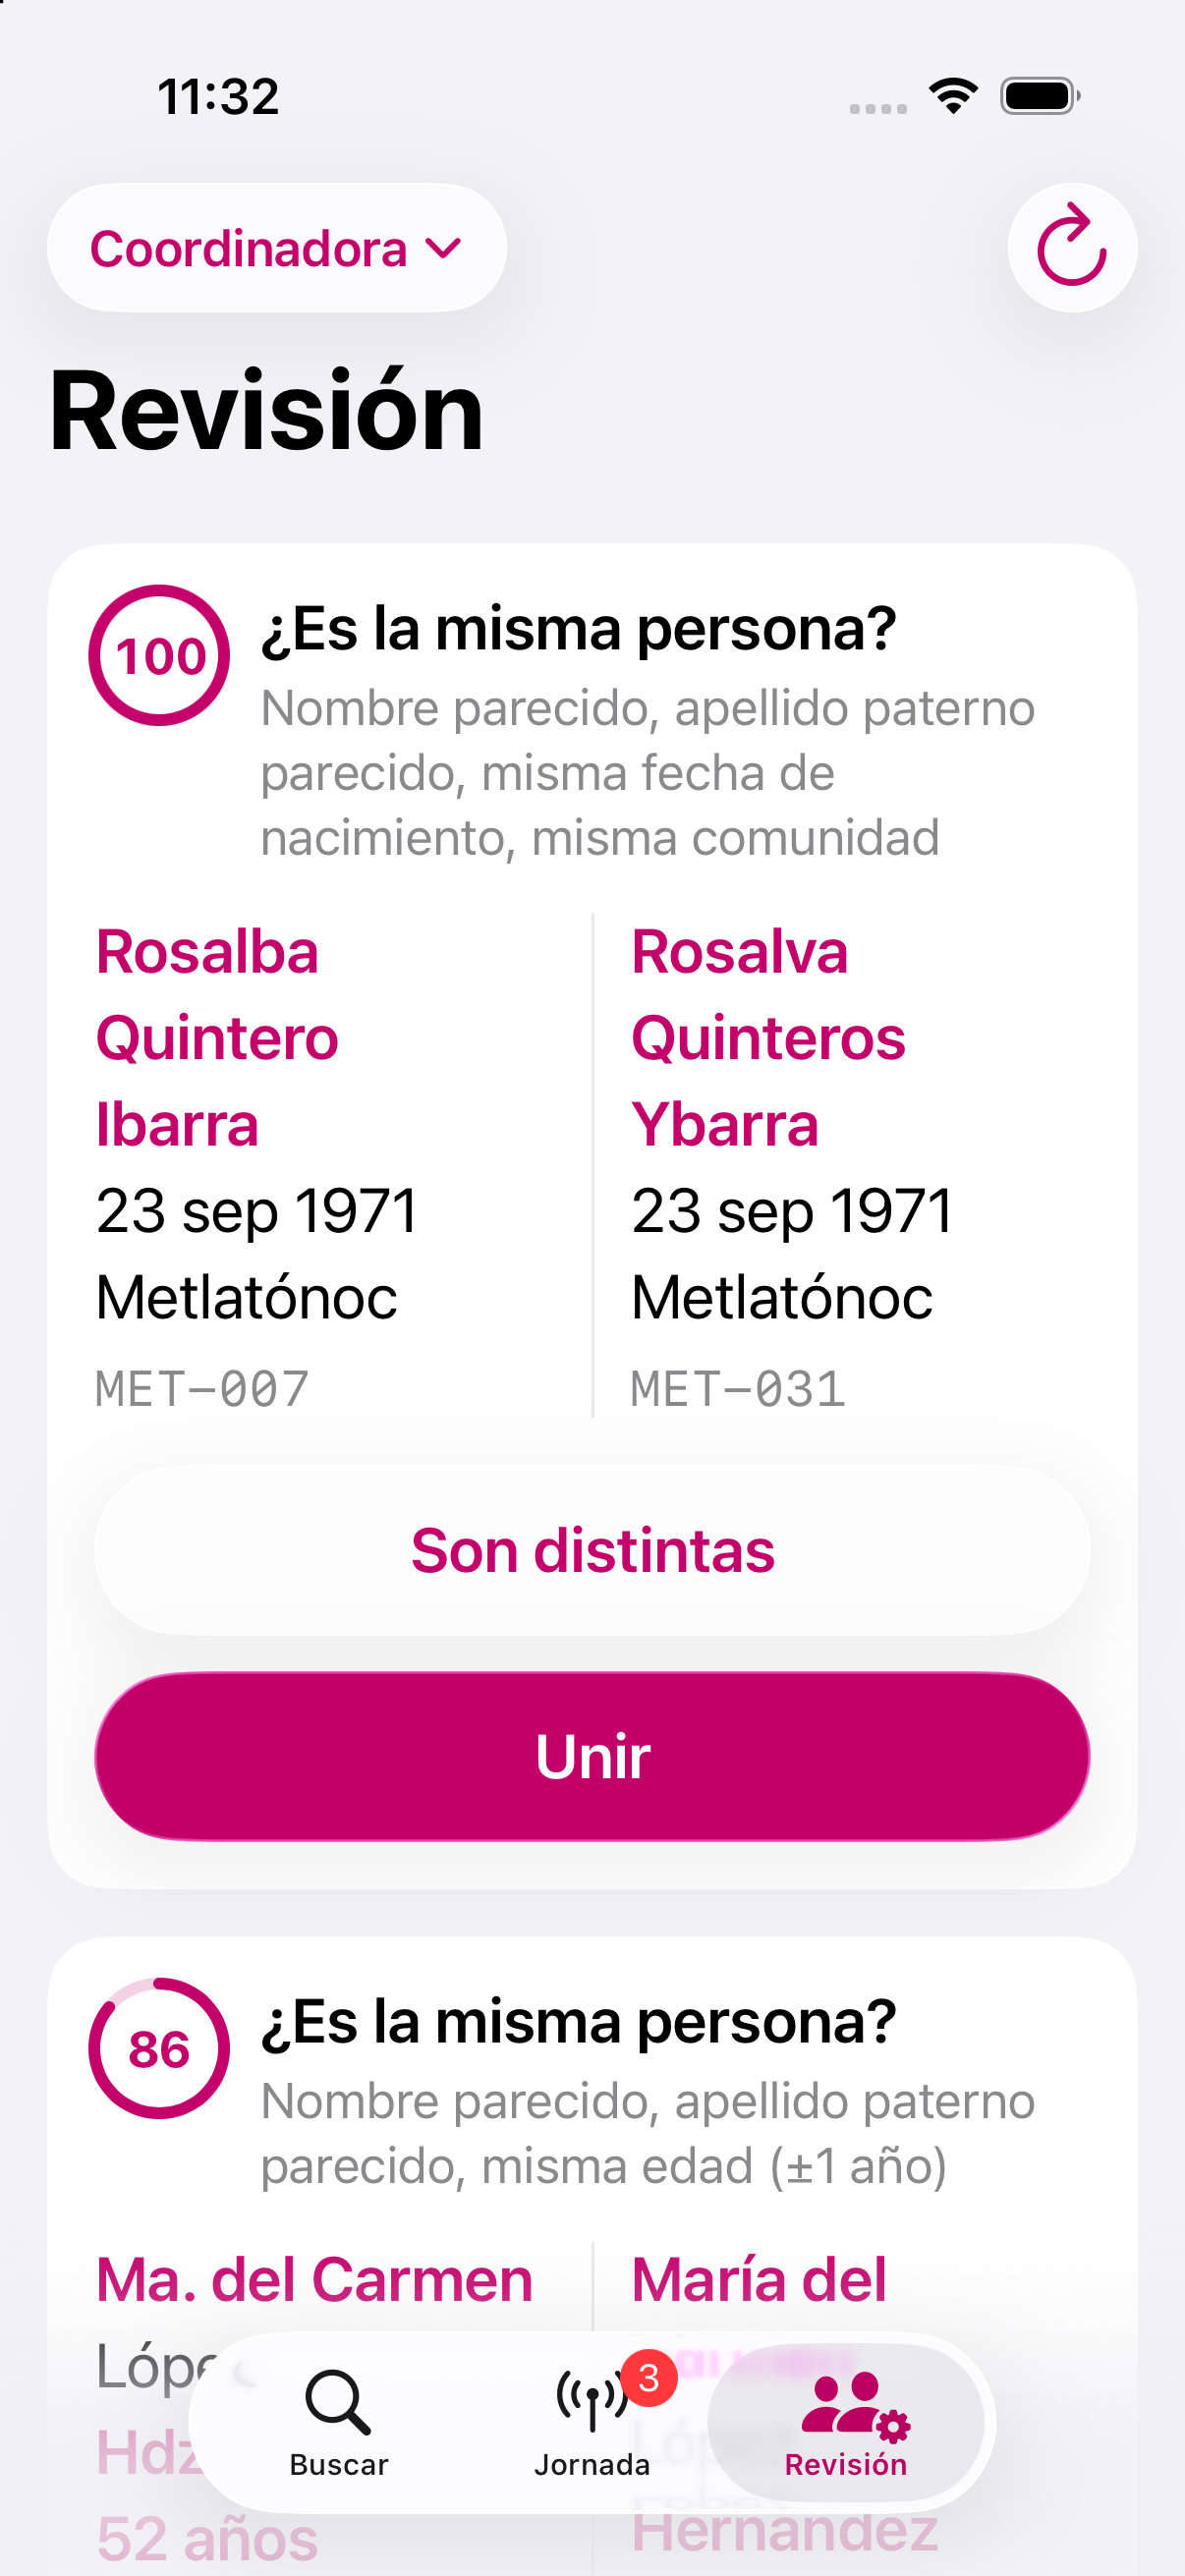 11:32
Coordinadora
Revisión
100
¿Es la misma persona?
Nombre parecido, apellido paterno
parecido, misma fecha de
nacimiento, misma comunidad
Rosalba
Quintero
Ibarra
23 sep 1971
Metlatónoc
MET-007
Rosalva
Quinteros
Ybarra
23 sep 1971
Metlatónoc
MET-031
Son distintas
Unir
86
¿Es la misma persona?
Nombre parecido, apellido paterno
parecido, misma edad (±1 año)
Ma. del Carmen
52 años
María del
Hernández
3
Buscar
Jornada
Revisión